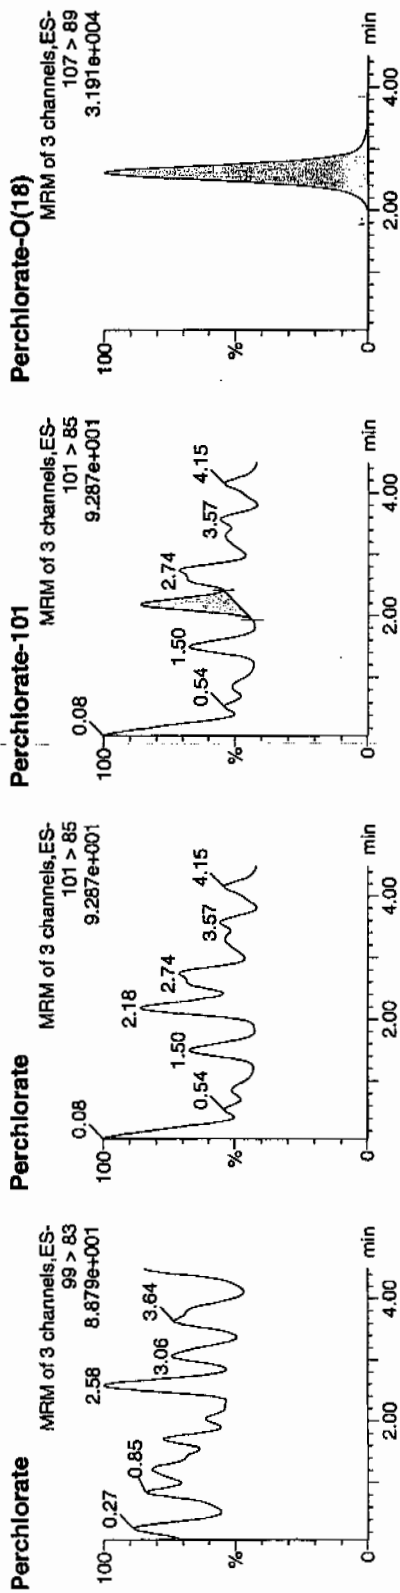 Perchlorate
MRM of 3 channels,ES-
99 > 83
8.879e+001
100
%
0
0.27
0.85
2.58
3.06
3.64
2.00
4.00
min
Perchlorate
MRM of 3 channels,ES-
101 > 85
9.287e+001
100
%
0
0.08
0.54
1.50
2.18
2.74
3.57
4.15
2.00
4.00
min
Perchlorate-101
MRM of 3 channels,ES-
101 > 85
9.287e+001
100
%
0
0.08
0.54
1.50
2.74
3.57
4.15
2.00
4.00
min
Perchlorate-O(18)
MRM of 3 channels,ES-
107 > 89
3.191e+004
100
%
0
2.00
4.00
min